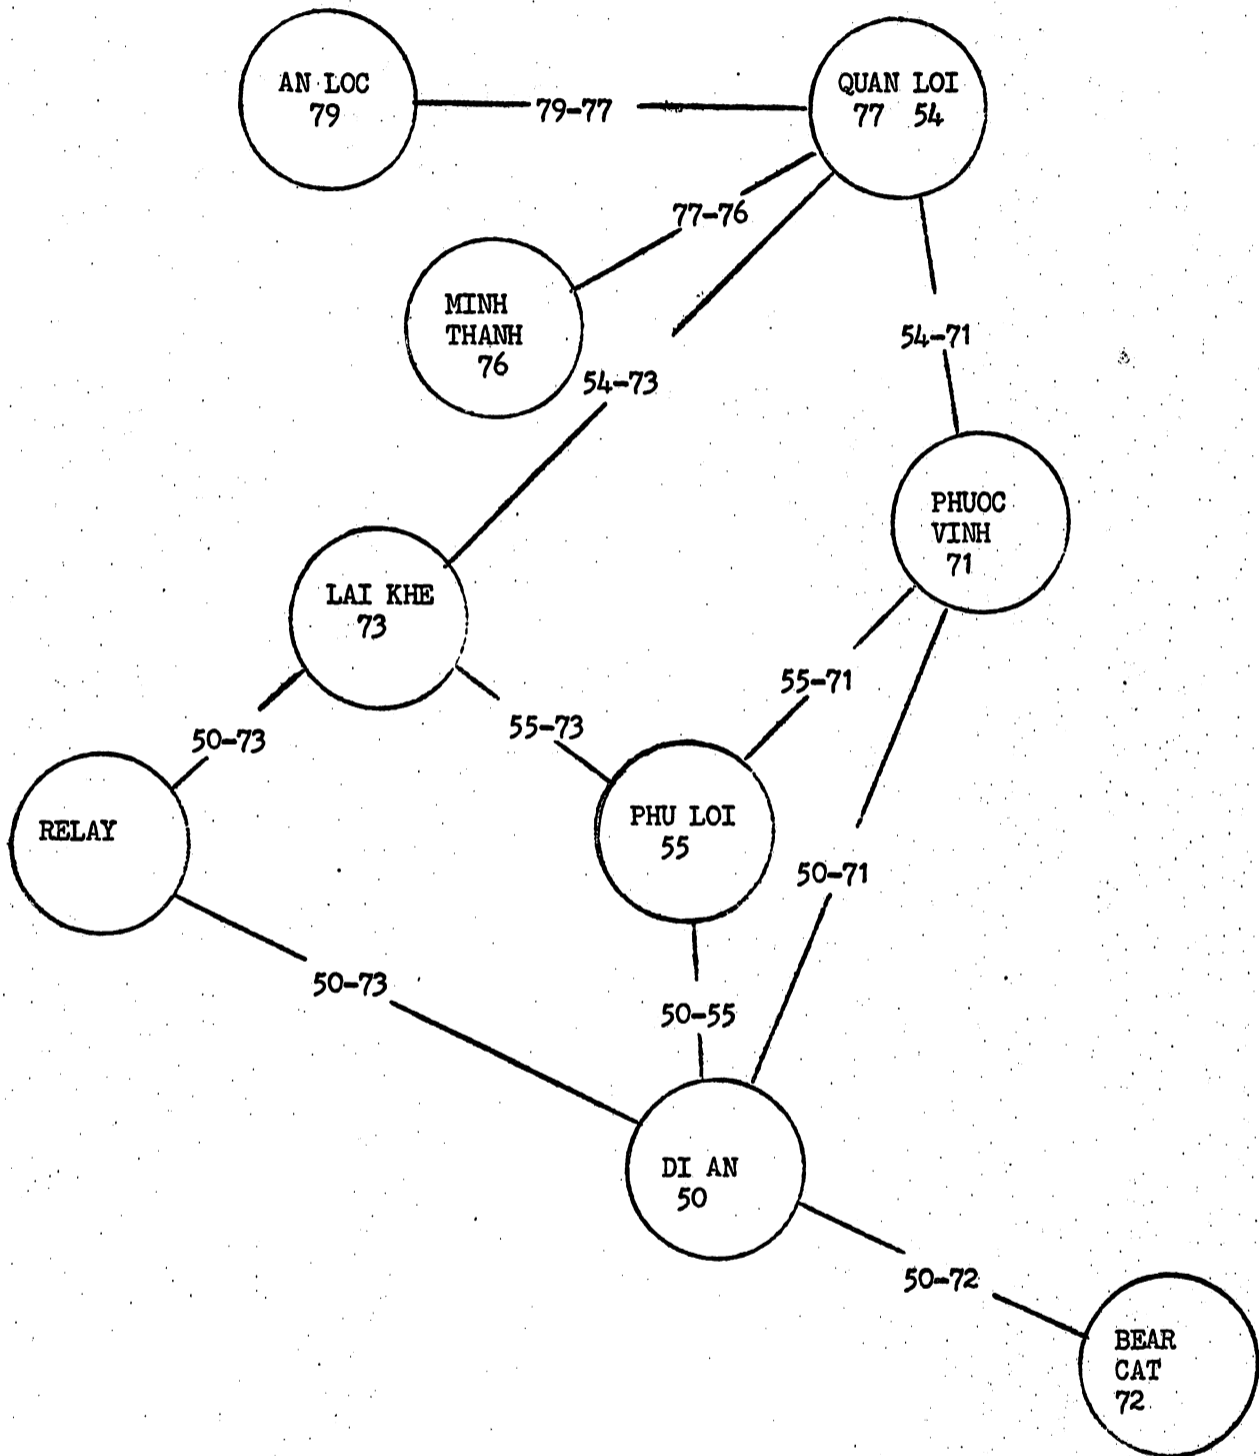 AN LOC
79
79-77
QUAN LOI
77 54
77-76
MINH
THANH
76
54-71
54-73
PHUOC
VINH
71
LAI KHE
73
55-71
50-73
55-73
RELAY
PHU LOI
55
50-71
50-73
50-55
DI AN
50
50-72
BEAR
CAT
72